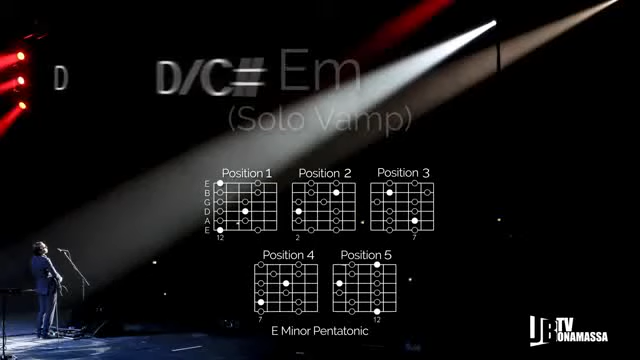 D D/C# Em
(Solo Vamp)
Position 1 Position 2 Position 3
E
B
G
D
A
E
12 2 7
Position 4 Position 5
7 12
E Minor Pentatonic
JB TV
BONAMASSA